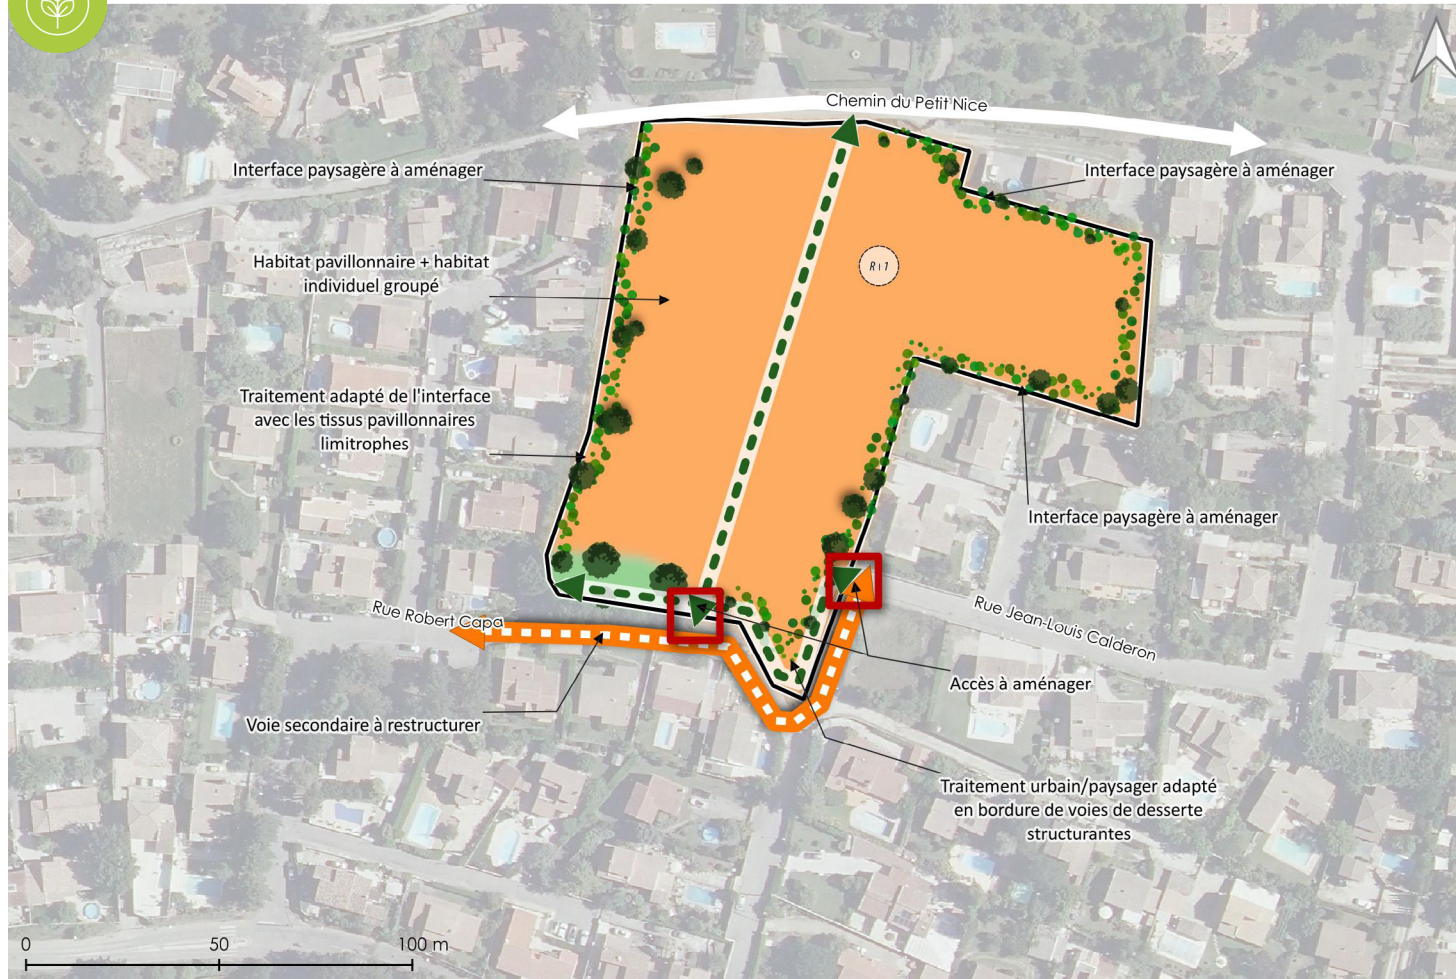 Chemin du Petit Nice
Interface paysagère à aménager
Interface paysagère à aménager
Habitat pavillonnaire + habitat
individuel groupé
R+1
Traitement adapté de l'interface
avec les tissus pavillonnaires
limitrophes
Interface paysagère à aménager
Rue Robert Capa
Rue Jean-Louis Calderon
Accès à aménager
Voie secondaire à restructurer
Traitement urbain/paysager adapté
en bordure de voies de desserte
structurantes
0 50 100 m